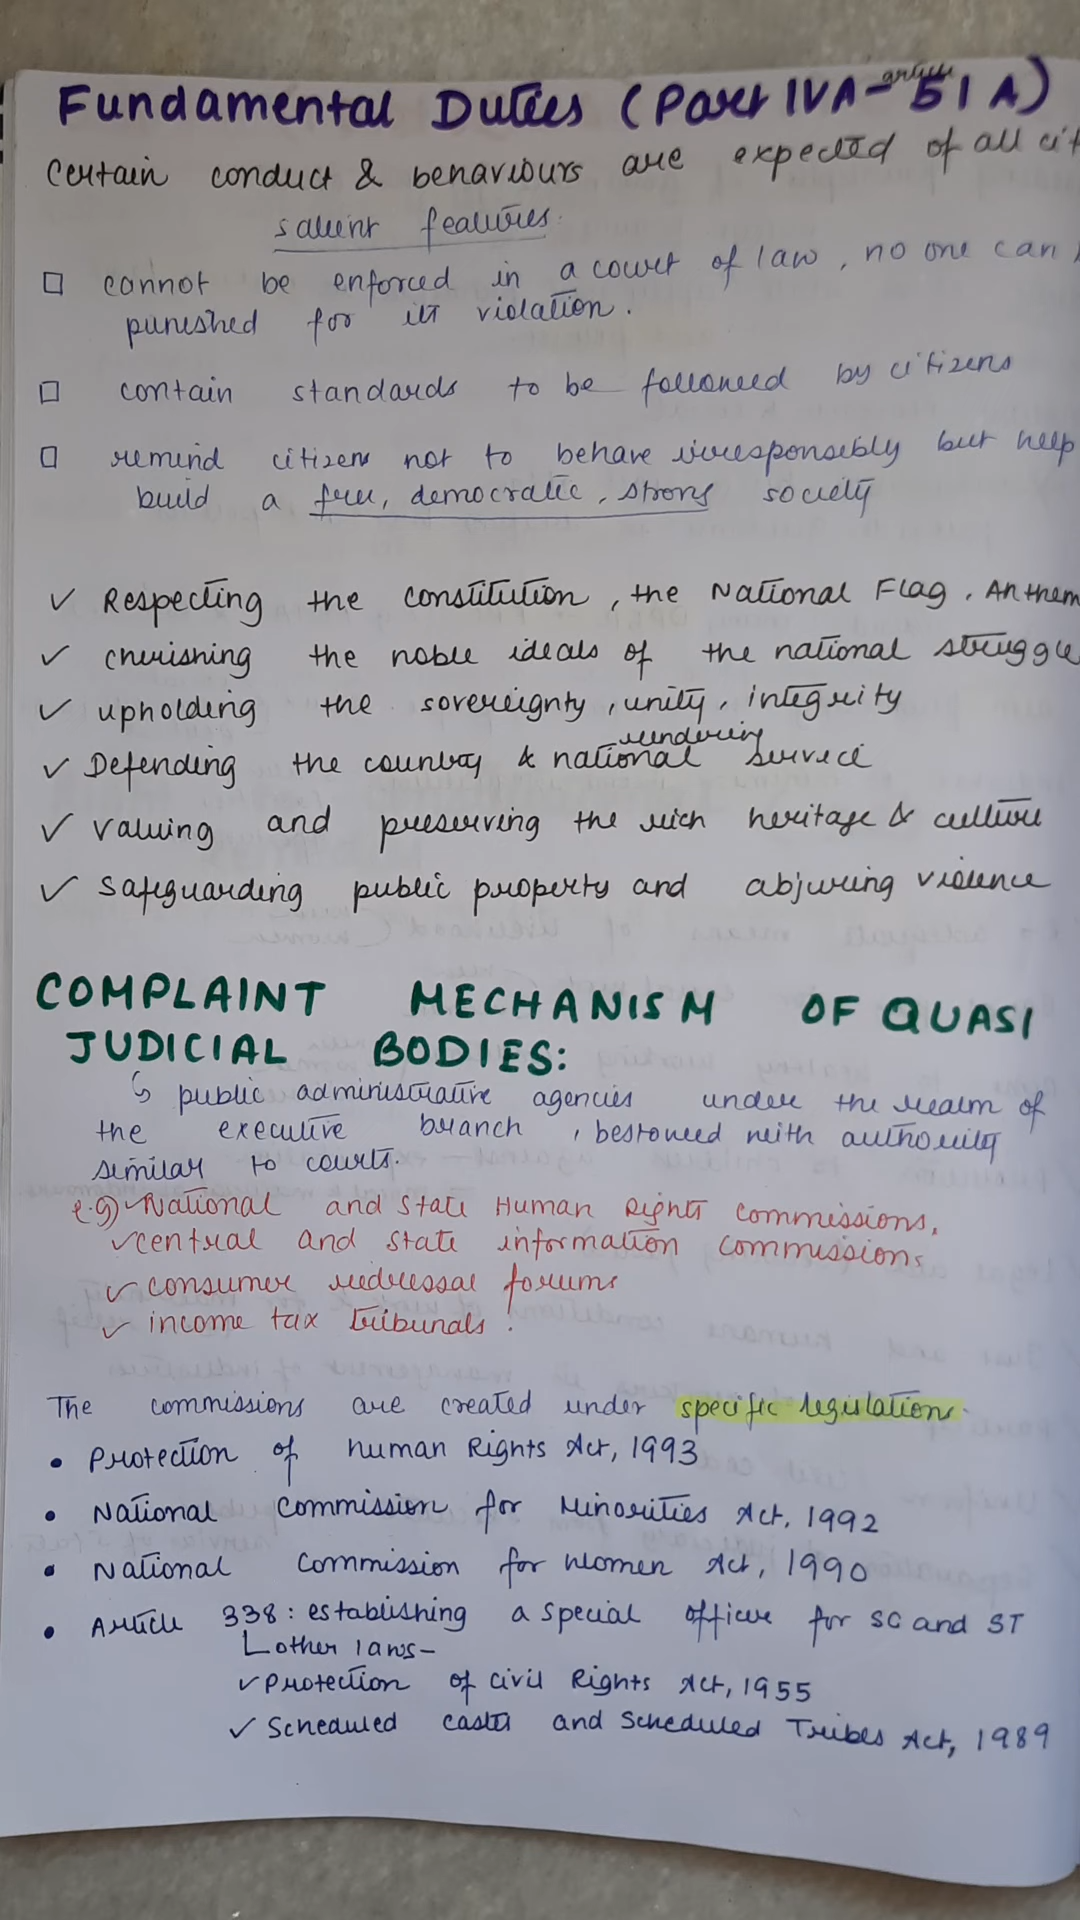 Fundamental Duties (Part IVA - article 51 A)
Certain conduct & behaviours are expected of all cit
salient features.
cannot be enforced in a court of law, no one can
punished for its violation.
contain standards to be followed by citizens
remind citizens not to behave irresponsibly but help
build a free, democratic, strong society
✓ Respecting the constitution, the National Flag, Anthem
✓ cherishing the noble ideals of the national struggle
✓ upholding the sovereignty, unity, integrity
✓ Defending the country & rendering national service
✓ valuing and preserving the rich heritage & culture
✓ safeguarding public property and abjuring violence
COMPLAINT MECHANISM OF QUASI
JUDICIAL BODIES:
↳ public administrative agencies under the realm of
the executive branch, bestowed with authority
similar to courts.
e.g) ✓ National and State Human Rights Commissions,
✓ central and state information commissions
✓ consumer redressal forums
✓ income tax tribunals.
The commissions are created under specific legislations.
• Protection of human Rights Act, 1993
• National Commission for Minorities Act, 1992
• National Commission for women Act, 1990
• Article 338: establishing a special officer for SC and ST
other laws-
✓ Protection of civil Rights Act, 1955
✓ Scheduled castes and Scheduled Tribes Act, 1989